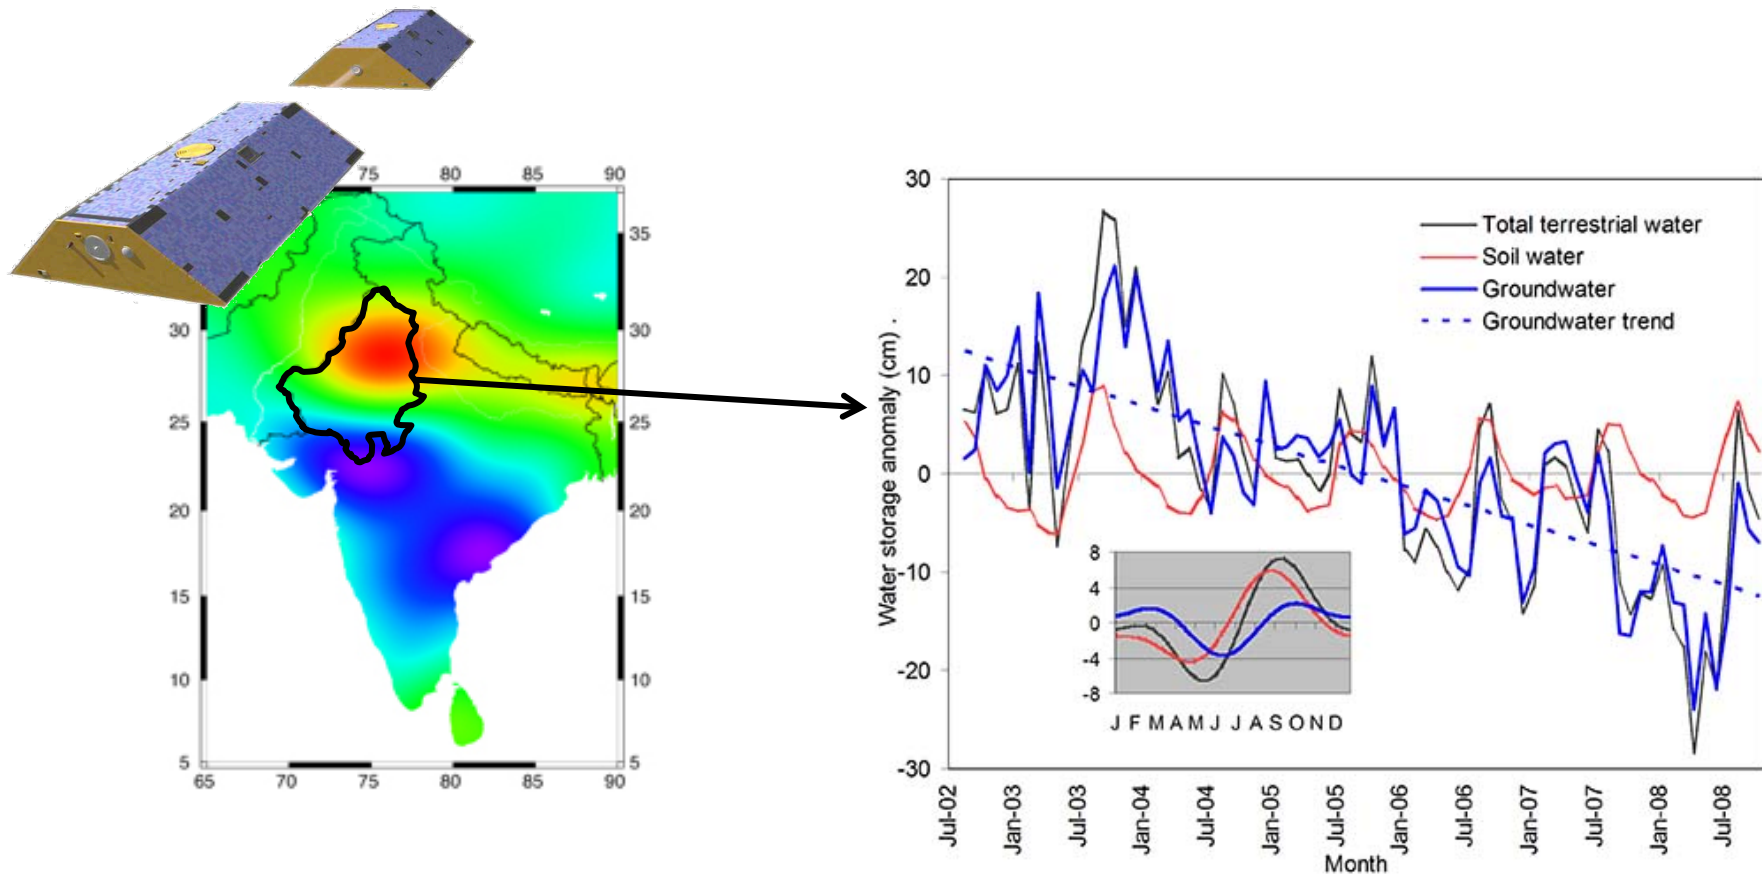 75 80 85 90
35 35
30 30
25 25
20 20
15 15
10 10
5 5
65 70 75 80 85 90
Water storage anomaly (cm) .
30
20
10
0
-10
-20
-30
Total terrestrial water
Soil water
Groundwater
Groundwater trend
8
4
0
-4
-8
J F M A M J J A S O N D
Jul-02 Jan-03 Jul-03 Jan-04 Jul-04 Jan-05 Jul-05 Jan-06 Jul-06 Jan-07 Jul-07 Jan-08 Jul-08
Month